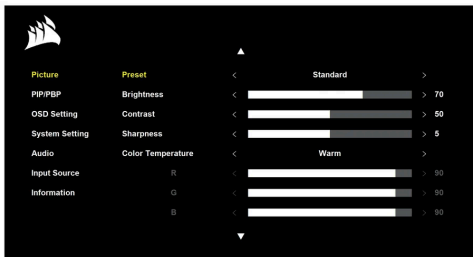 Picture Preset < Standard >
PIP/PBP Brightness < > 70
OSD Setting Contrast < > 50
System Setting Sharpness < > 5
Audio Color Temperature < Warm >
Input Source R < > 90
Information G < > 90
B < > 90